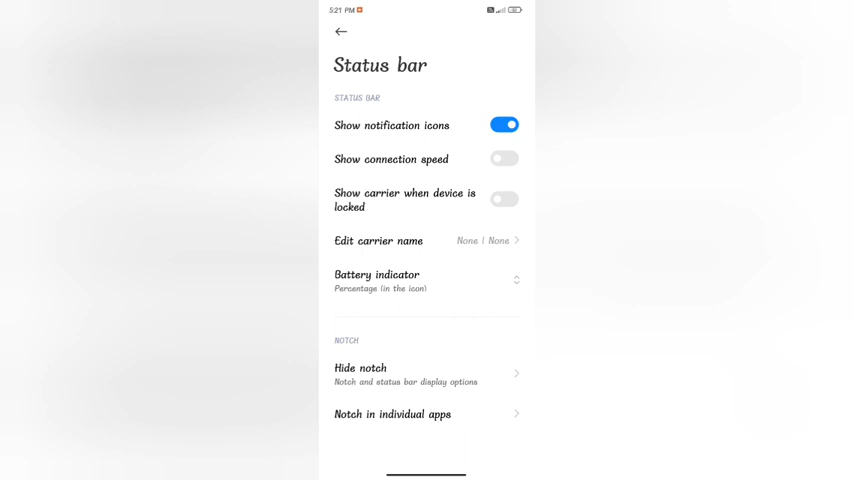 5:21 PM
Status bar
STATUS BAR
Show notification icons
Show connection speed
Show carrier when device is
locked
Edit carrier name None | None
Battery indicator
Percentage (in the icon)
NOTCH
Hide notch
Notch and status bar display options
Notch in individual apps